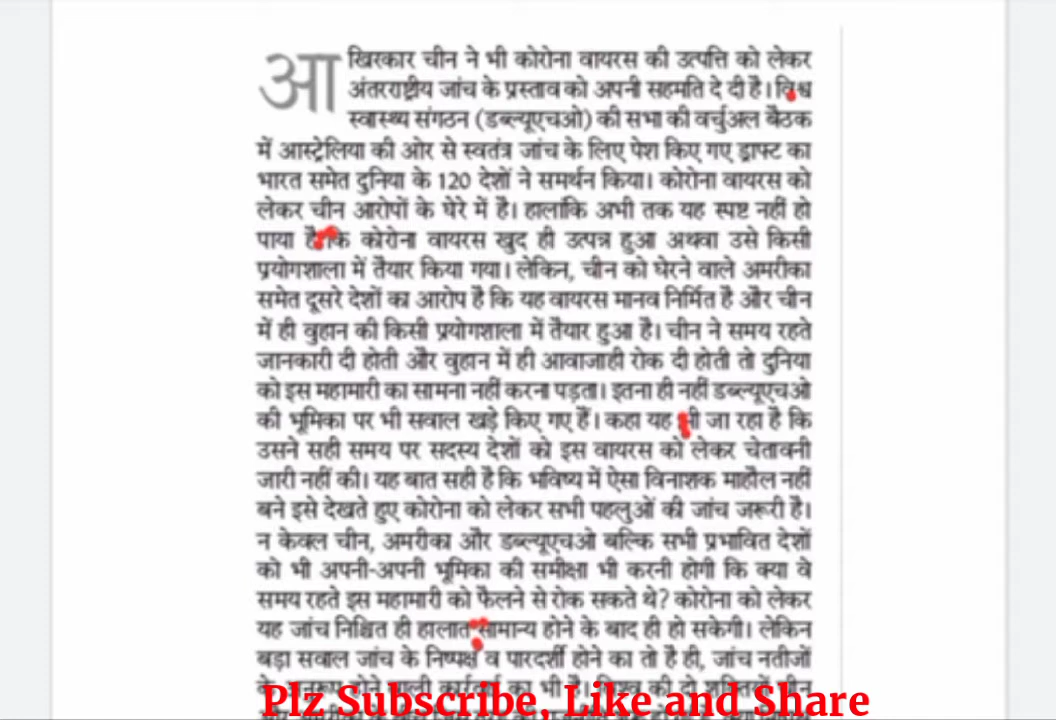 आखिरकार चीन ने भी कोरोना वायरस की उत्पत्ति को लेकर
अंतरराष्ट्रीय जांच के प्रस्ताव को अपनी सहमति दे दी है। विश्व
स्वास्थ्य संगठन (डब्ल्यूएचओ) की सभा की वर्चुअल बैठक
में आस्ट्रेलिया की ओर से स्वतंत्र जांच के लिए पेश किए गए ड्राफ्ट का
भारत समेत दुनिया के 120 देशों ने समर्थन किया। कोरोना वायरस को
लेकर चीन आरोपों के घेरे में है। हालांकि अभी तक यह स्पष्ट नहीं हो
पाया है कि कोरोना वायरस खुद ही उत्पन्न हुआ अथवा उसे किसी
प्रयोगशाला में तैयार किया गया। लेकिन, चीन को घेरने वाले अमरीका
समेत दूसरे देशों का आरोप है कि यह वायरस मानव निर्मित है और चीन
में ही वुहान की किसी प्रयोगशाला में तैयार हुआ है। चीन ने समय रहते
जानकारी दी होती और वुहान में ही आवाजाही रोक दी होती तो दुनिया
को इस महामारी का सामना नहीं करना पड़ता। इतना ही नहीं डब्ल्यूएचओ
की भूमिका पर भी सवाल खड़े किए गए हैं। कहा यह भी जा रहा है कि
उसने सही समय पर सदस्य देशों को इस वायरस को लेकर चेतावनी
जारी नहीं की। यह बात सही है कि भविष्य में ऐसा विनाशक माहौल नहीं
बने इसे देखते हुए कोरोना को लेकर सभी पहलुओं की जांच जरूरी है।
न केवल चीन, अमरीका और डब्ल्यूएचओ बल्कि सभी प्रभावित देशों
को भी अपनी-अपनी भूमिका की समीक्षा भी करनी होगी कि क्या वे
समय रहते इस महामारी को फैलने से रोक सकते थे? कोरोना को लेकर
यह जांच निश्चित ही हालात सामान्य होने के बाद ही हो सकेगी। लेकिन
बड़ा सवाल जांच के निष्पक्ष व पारदर्शी होने का तो है ही, जांच नतीजों
के अनुरूप होने वाली कार्रवाई का भी है। विश्व की दो शक्तियों चीन
Plz Subscribe, Like and Share